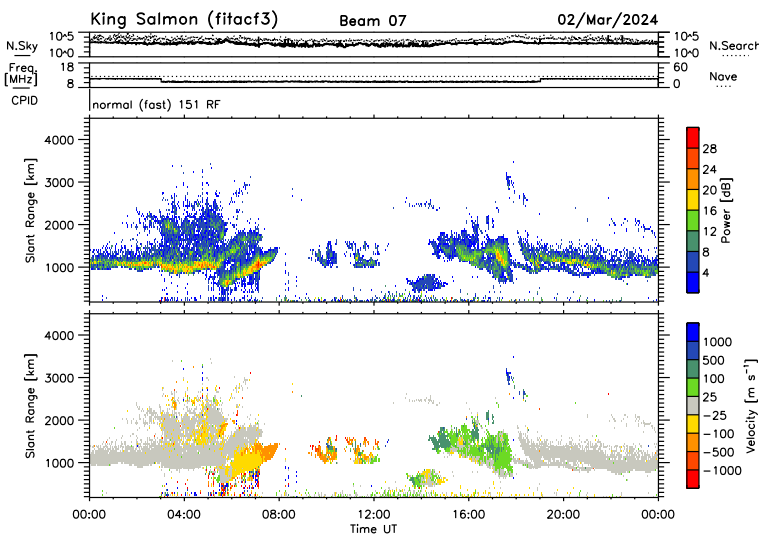 King Salmon (fitacf3) Beam 07 02/Mar/2024
N.Sky 10^5 10^0 10^5 10^0 N.Search
Freq. [MHz] 18 8 60 0 Nave
CPID normal (fast) 151 RF
Slant Range [km] 4000 3000 2000 1000
Power [dB] 28 24 20 16 12 8 4
Slant Range [km] 4000 3000 2000 1000
Velocity [m s⁻¹] 1000 500 100 25 −25 −100 −500 −1000
00:00 04:00 08:00 12:00 16:00 20:00 00:00
Time UT